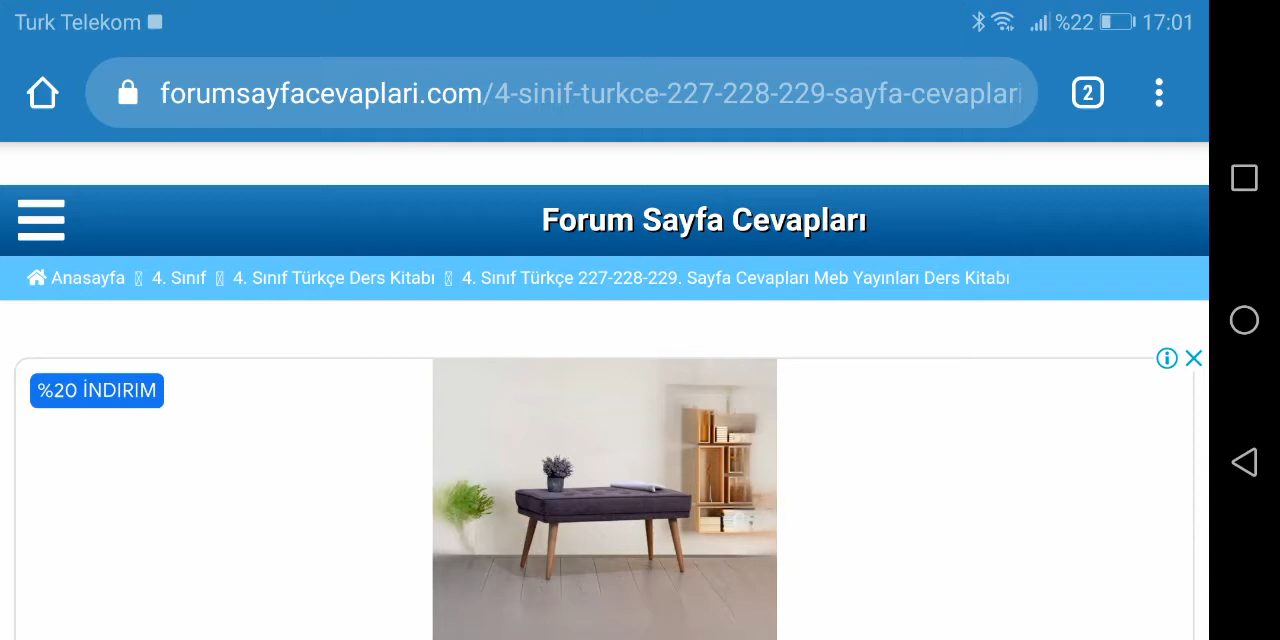 Turk Telekom %22 17:01
forumsayfacevaplari.com/4-sinif-turkce-227-228-229-sayfa-cevaplari 2
Forum Sayfa Cevapları
Anasayfa 4. Sınıf 4. Sınıf Türkçe Ders Kitabı 4. Sınıf Türkçe 227-228-229. Sayfa Cevapları Meb Yayınları Ders Kitabı
%20 İNDIRIM